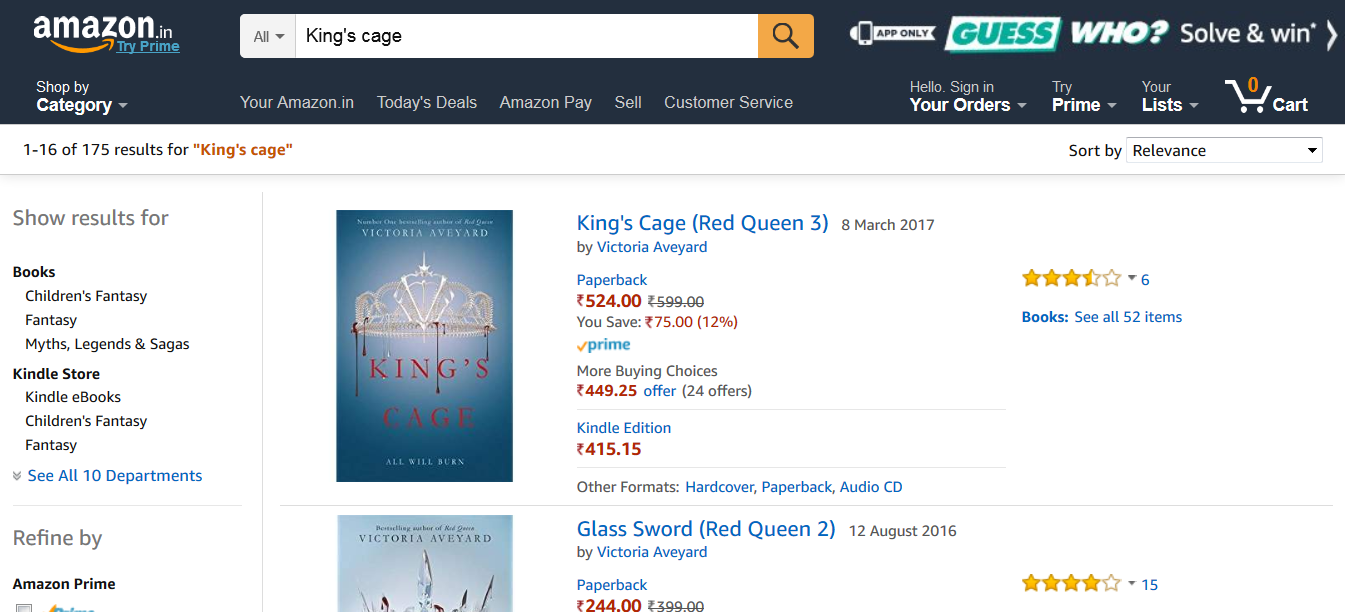 amazon.in
Try Prime
All
King's cage
APP ONLY
GUESS WHO? Solve & win*
Shop by
Category
Your Amazon.in
Today's Deals
Amazon Pay
Sell
Customer Service
Hello. Sign in
Your Orders
Try
Prime
Your
Lists
0
Cart
1-16 of 175 results for "King's cage"
Sort by Relevance
Show results for
Books
Children's Fantasy
Fantasy
Myths, Legends & Sagas
Kindle Store
Kindle eBooks
Children's Fantasy
Fantasy
See All 10 Departments
Refine by
Amazon Prime
Prime
Number One bestselling author of Red Queen
VICTORIA AVEYARD
KING'S
CAGE
ALL WILL BURN
King's Cage (Red Queen 3) 8 March 2017
by Victoria Aveyard
Paperback
₹524.00 ₹599.00
You Save: ₹75.00 (12%)
prime
More Buying Choices
₹449.25 offer (24 offers)
Kindle Edition
₹415.15
Other Formats: Hardcover, Paperback, Audio CD
6
Books: See all 52 items
Bestselling author of Red Queen
VICTORIA AVEYARD
Glass Sword (Red Queen 2) 12 August 2016
by Victoria Aveyard
Paperback
₹244.00 ₹399.00
15